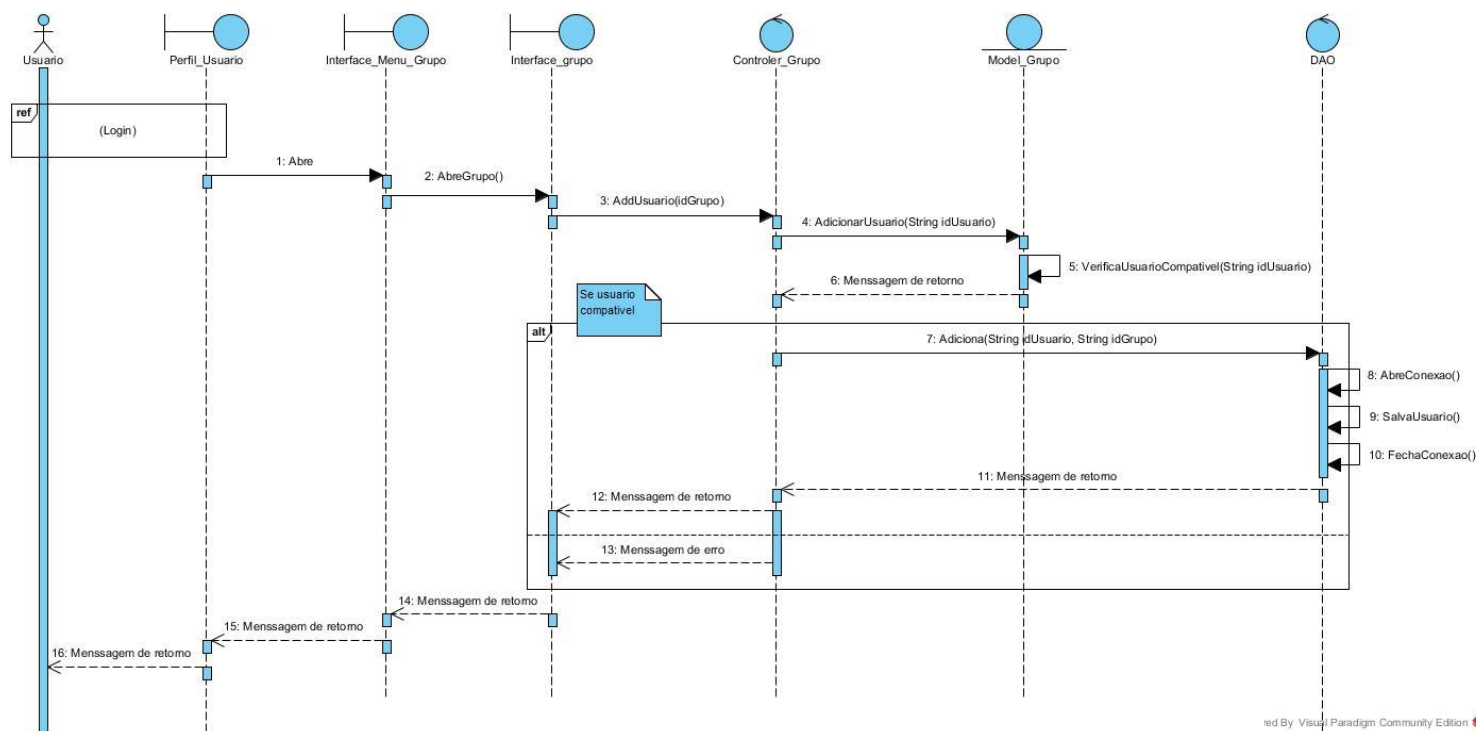 Usuario
Perfil_Usuario
Interface_Menu_Grupo
Interface_grupo
Controler_Grupo
Model_Grupo
DAO
ref
(Login)
1: Abre
2: AbreGrupo()
3: AddUsuario(idGrupo)
4: AdicionarUsuario(String idUsuario)
5: VerificaUsuarioCompativel(String idUsuario)
6: Menssagem de retorno
Se usuario
compativel
alt
7: Adiciona(String idUsuario, String idGrupo)
8: AbreConexao()
9: SalvaUsuario()
10: FechaConexao()
11: Menssagem de retorno
12: Menssagem de retorno
13: Menssagem de erro
14: Menssagem de retorno
15: Menssagem de retorno
16: Menssagem de retorno
By Visual Paradigm Community Edition